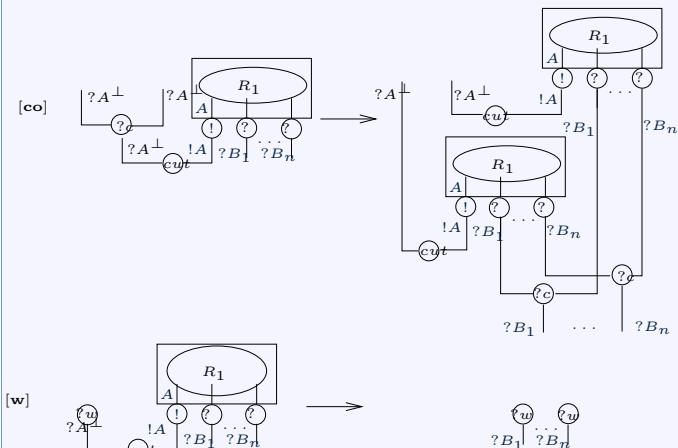 R1
?A⊥ ?A⊥ R1 A ! ? ?
[co] A ! ? ? . . .
?c ! ? ? ?A⊥ ?A⊥ !A
?A⊥ !A ?B1 . . . ?Bn cut ?B1 ?Bn
cut R1
A
! ? ?
!A ?B1 . . . ?Bn
cut
?c
?c
?B1 . . . ?Bn
R1
[w] A
?w ! ? ? ?w ?w
?A⊥ !A . . . . . .
?B1 ?Bn ?B1 ?Bn